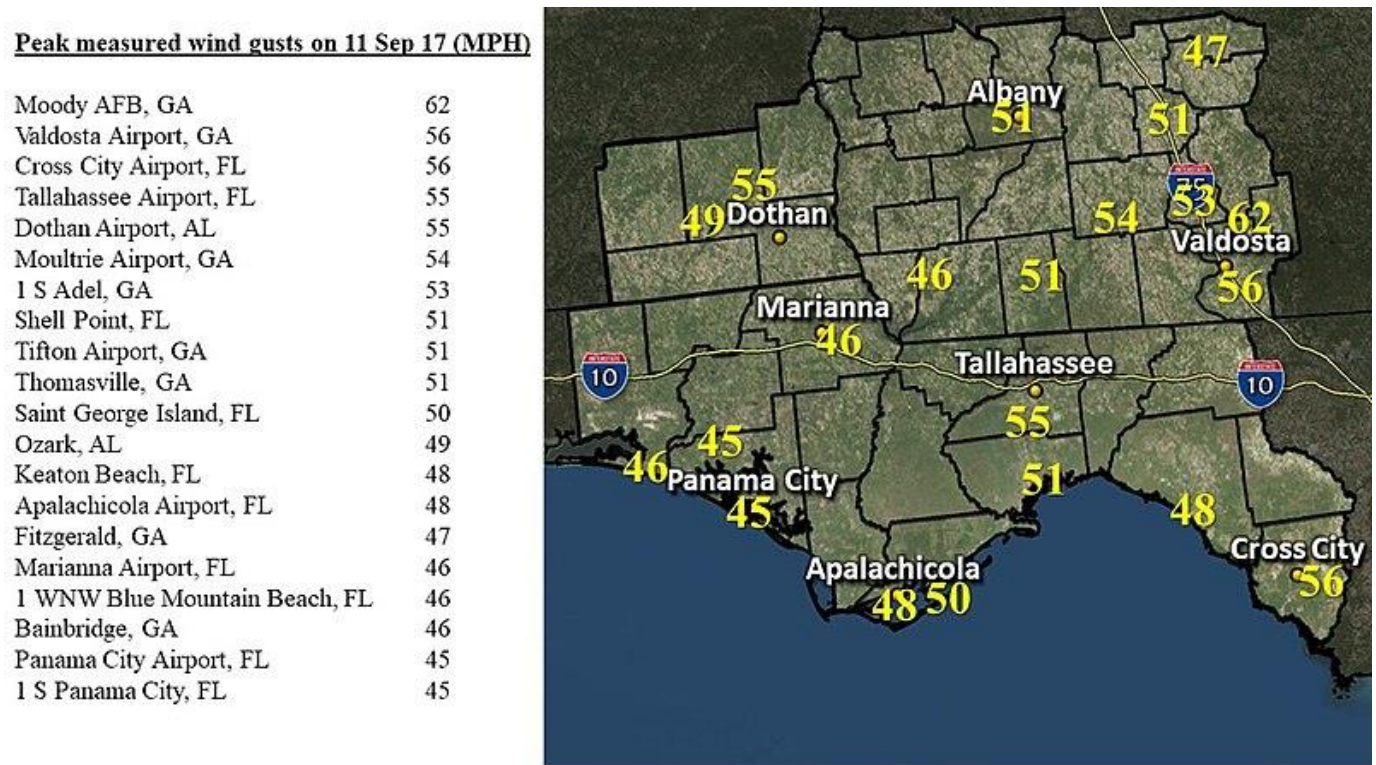 Peak measured wind gusts on 11 Sep 17 (MPH)
Moody AFB, GA 62
Valdosta Airport, GA 56
Cross City Airport, FL 56
Tallahassee Airport, FL 55
Dothan Airport, AL 55
Moultrie Airport, GA 54
1 S Adel, GA 53
Shell Point, FL 51
Tifton Airport, GA 51
Thomasville, GA 51
Saint George Island, FL 50
Ozark, AL 49
Keaton Beach, FL 48
Apalachicola Airport, FL 48
Fitzgerald, GA 47
Marianna Airport, FL 46
1 WNW Blue Mountain Beach, FL 46
Bainbridge, GA 46
Panama City Airport, FL 45
1 S Panama City, FL 45
47
Albany
51
51
INTERSTATE
75
55
53
49
Dothan
54
62
Valdosta
46
51
56
Marianna
46
Tallahassee
INTERSTATE
10
INTERSTATE
10
55
45
46
Panama City
51
45
48
Cross City
56
Apalachicola
48
50